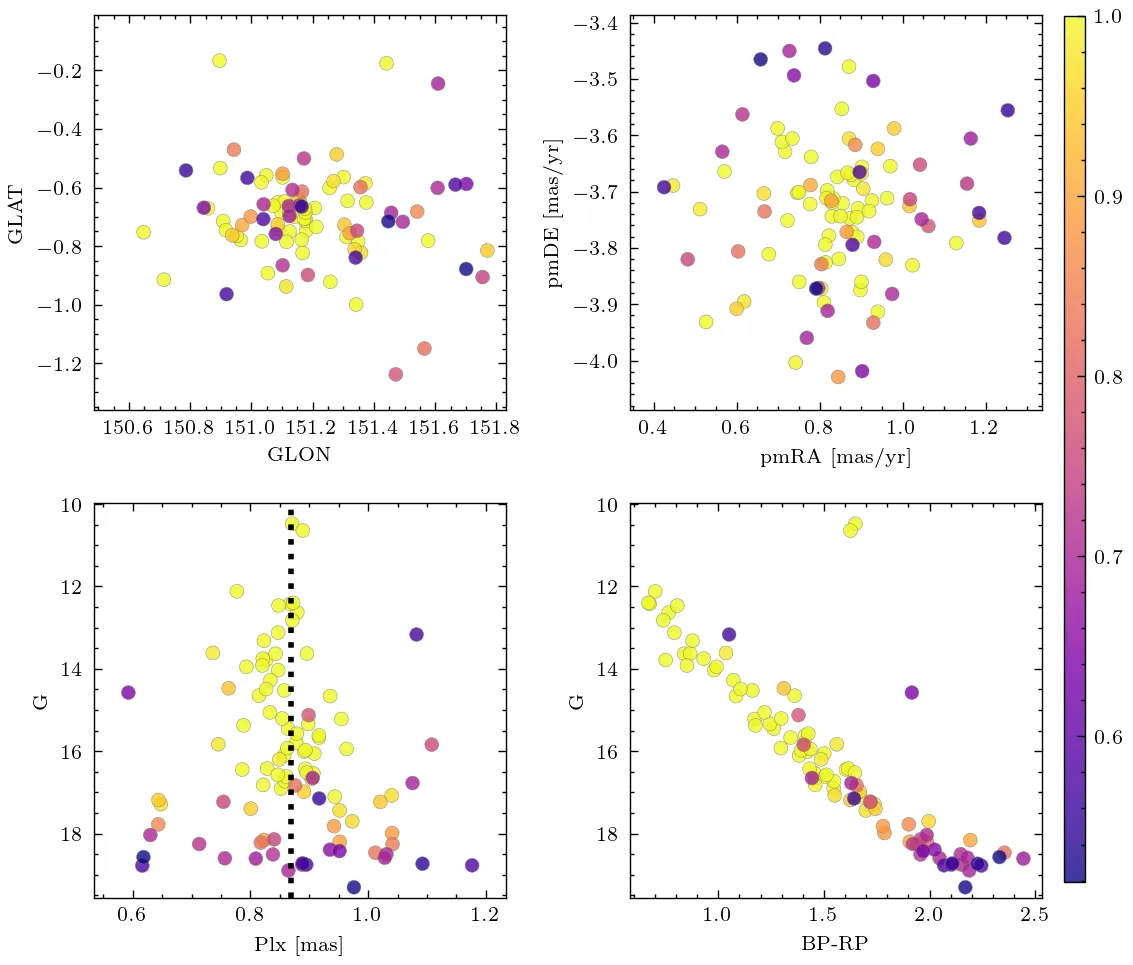 −0.2
−0.4
−0.6
−0.8
−1.0
−1.2
GLAT
150.6 150.8 151.0 151.2 151.4 151.6 151.8
GLON
−3.4
−3.5
−3.6
−3.7
−3.8
−3.9
−4.0
pmDE [mas/yr]
0.4 0.6 0.8 1.0 1.2
pmRA [mas/yr]
1.0
0.9
0.8
0.7
0.6
10
12
14
16
18
G
0.6 0.8 1.0 1.2
Plx [mas]
10
12
14
16
18
G
1.0 1.5 2.0 2.5
BP-RP